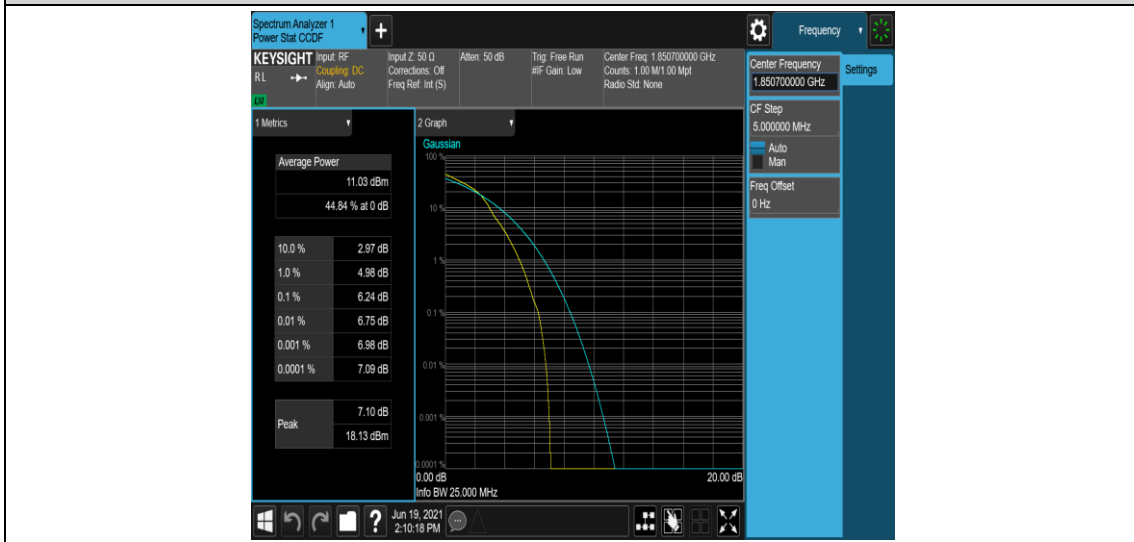 Spectrum Analyzer 1
Power Stat CCDF
+
Frequency
KEYSIGHT
RL
Input: RF
Coupling: DC
Align: Auto
Input Z: 50 Ω
Corrections: Off
Freq Ref: Int (S)
Atten: 50 dB
Trig: Free Run
#IF Gain: Low
Center Freq: 1.850700000 GHz
Counts: 1.00 M/1.00 Mpt
Radio Std: None
Center Frequency
1.850700000 GHz
Settings
CF Step
5.000000 MHz
Auto
Man
Freq Offset
0 Hz
1 Metrics
Average Power
11.03 dBm
44.84 % at 0 dB
10.0 % 2.97 dB
1.0 % 4.98 dB
0.1 % 6.24 dB
0.01 % 6.75 dB
0.001 % 6.98 dB
0.0001 % 7.09 dB
Peak
7.10 dB
18.13 dBm
2 Graph
Gaussian
100 %
10 %
1 %
0.1 %
0.01 %
0.001 %
0.0001 %
0.00 dB 20.00 dB
Info BW 25.000 MHz
?
Jun 19, 2021
2:10:18 PM